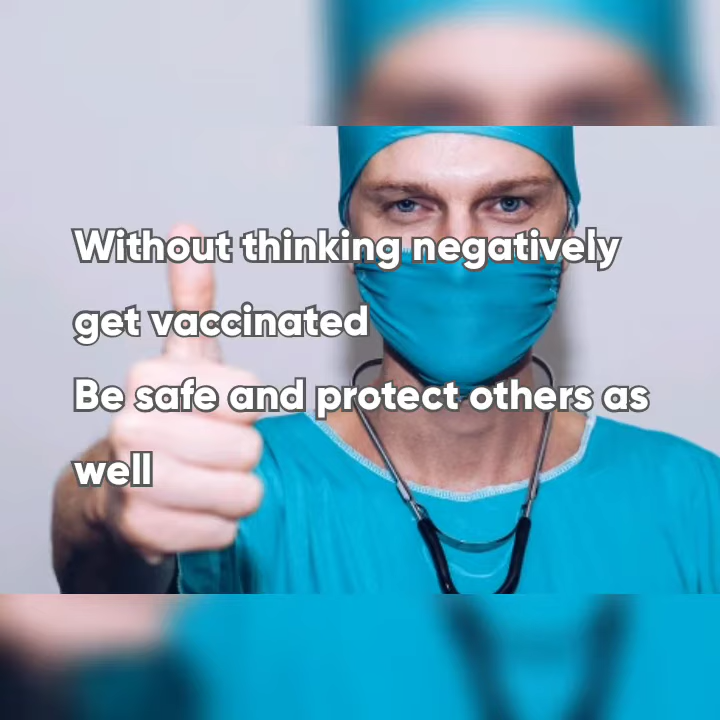 Without thinking negatively
get vaccinated
Be safe and protect others as
well